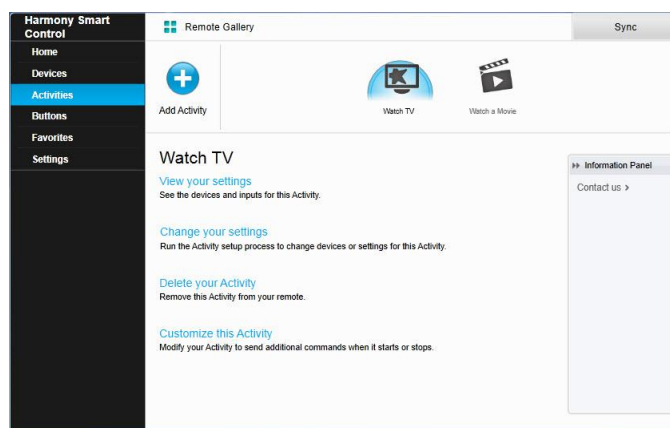 Harmony Smart
Control
Remote Gallery
Sync
Home
Devices
Activities
Buttons
Favorites
Settings
Add Activity
Watch TV
Watch a Movie
Watch TV
View your settings
See the devices and inputs for this Activity.
Change your settings
Run the Activity setup process to change devices or settings for this Activity.
Delete your Activity
Remove this Activity from your remote.
Customize this Activity
Modify your Activity to send additional commands when it starts or stops.
Information Panel
Contact us >